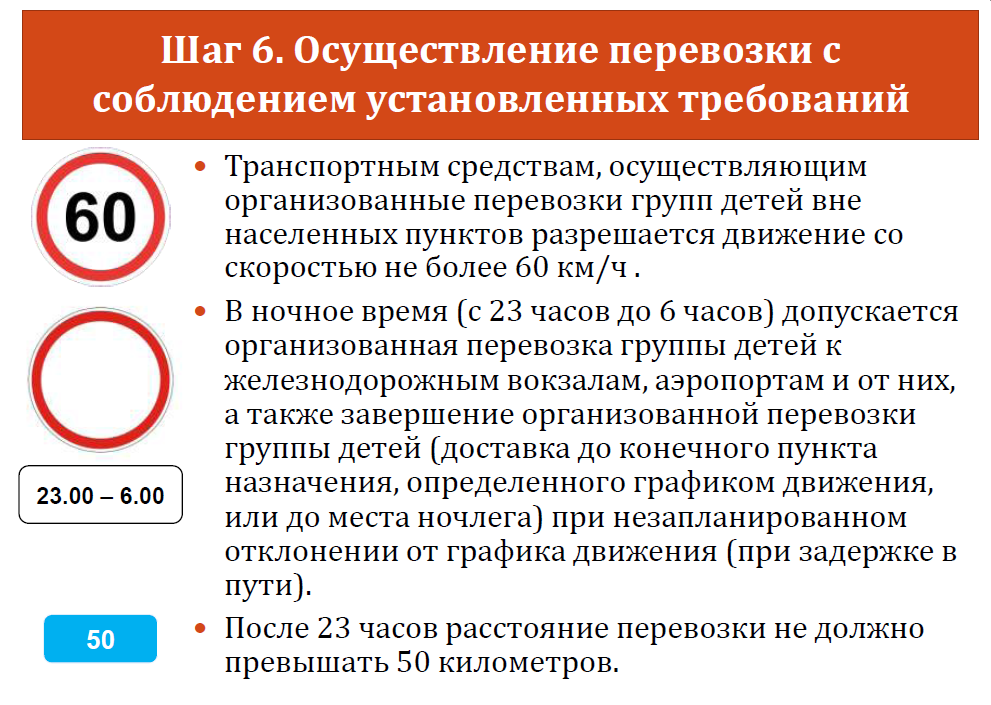 Шаг 6. Осуществление перевозки с
соблюдением установленных требований
60
• Транспортным средствам, осуществляющим
организованные перевозки групп детей вне
населенных пунктов разрешается движение со
скоростью не более 60 км/ч .
• В ночное время (с 23 часов до 6 часов) допускается
организованная перевозка группы детей к
железнодорожным вокзалам, аэропортам и от них,
а также завершение организованной перевозки
группы детей (доставка до конечного пункта
назначения, определенного графиком движения,
или до места ночлега) при незапланированном
отклонении от графика движения (при задержке в
пути).
23.00 – 6.00
• После 23 часов расстояние перевозки не должно
превышать 50 километров.
50